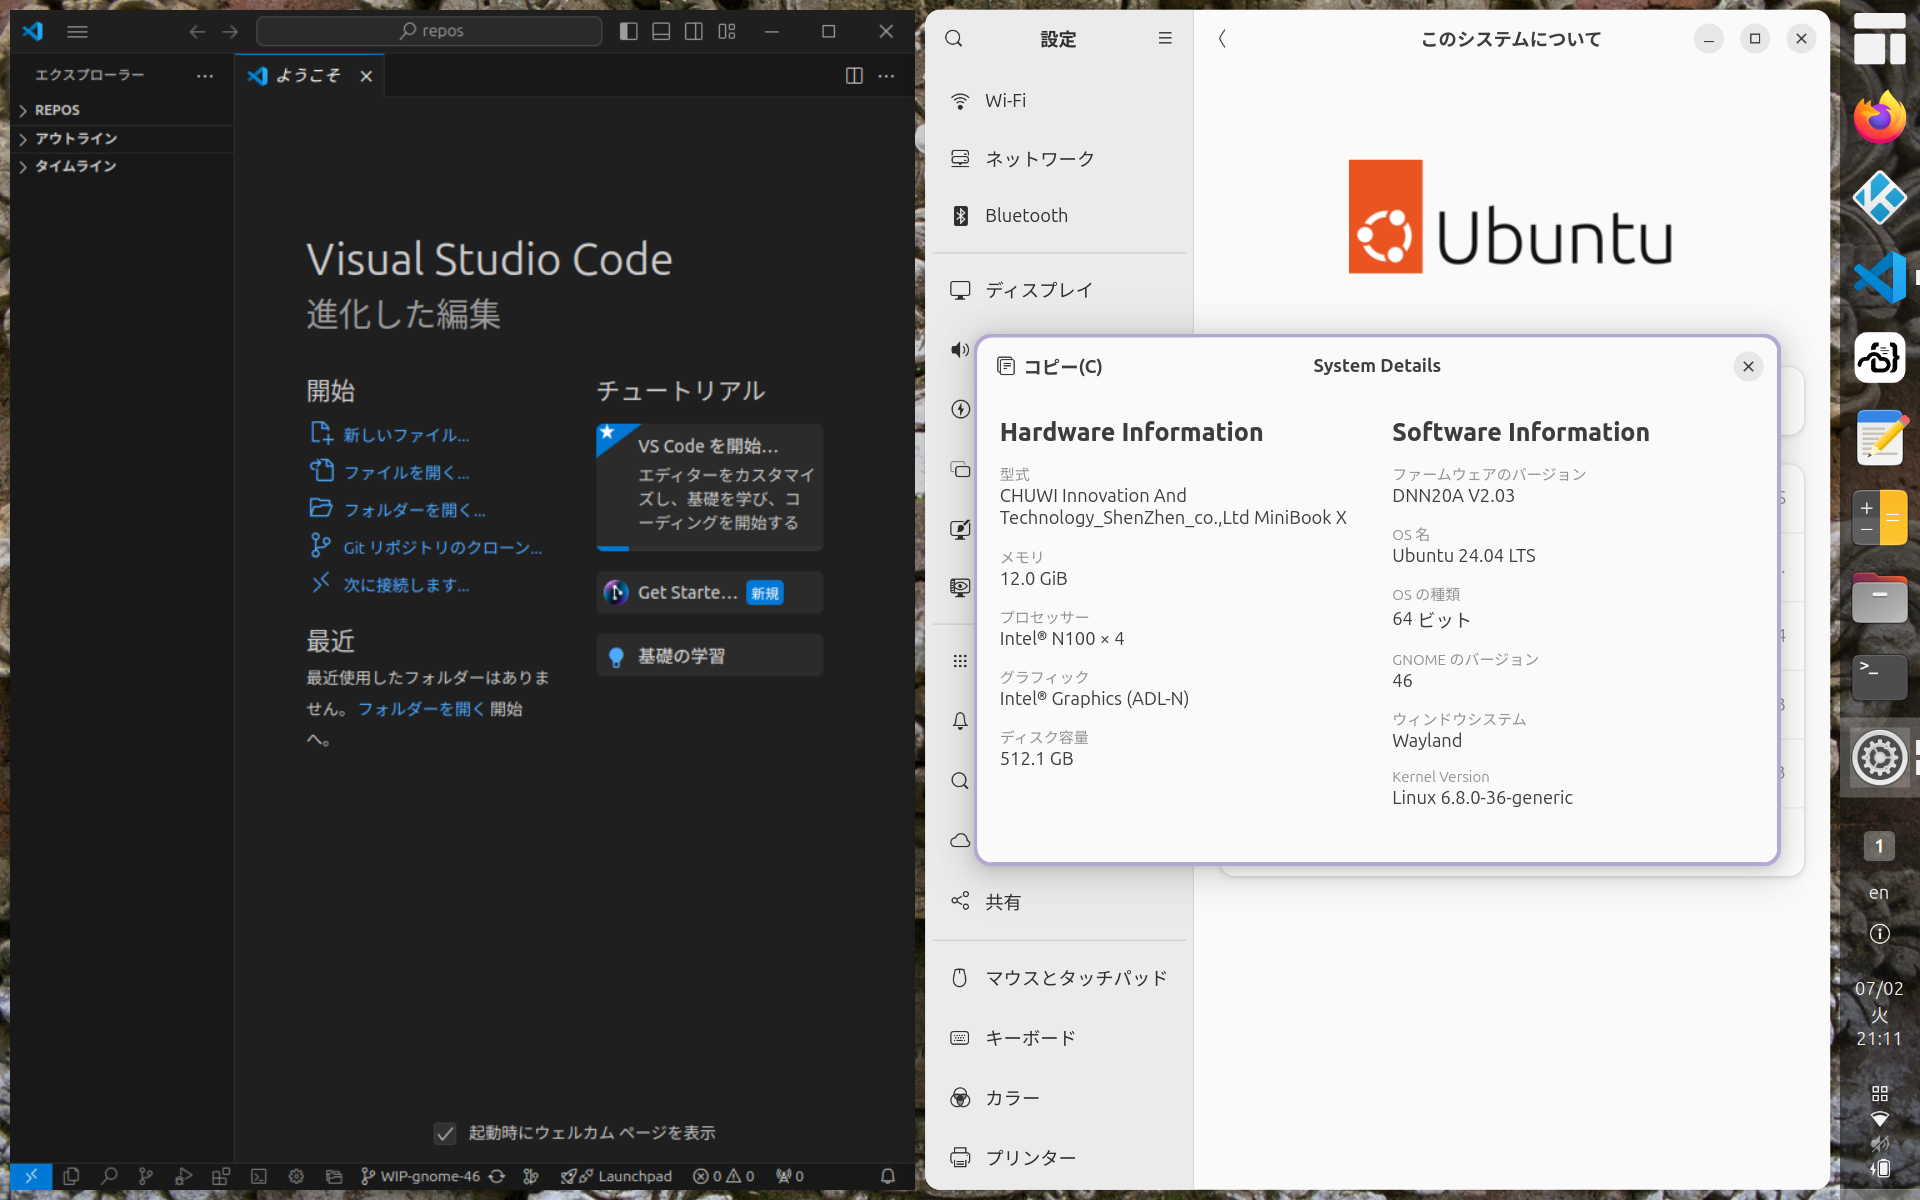 repos
エクスプローラー
ようこそ
REPOS
アウトライン
タイムライン
Visual Studio Code
進化した編集
開始
新しいファイル...
ファイルを開く...
フォルダーを開く...
Git リポジトリのクローン...
次に接続します...
最近
最近使用したフォルダーはありま
せん。フォルダーを開く 開始
へ。
チュートリアル
VS Code を開始...
エディターをカスタマイ
ズし、基礎を学び、コ
ーディングを開始する
Get Starte... 新規
基礎の学習
起動時にウェルカム ページを表示
WIP-gnome-46
Launchpad
0 0
0
設定
Wi-Fi
ネットワーク
Bluetooth
ディスプレイ
共有
マウスとタッチパッド
キーボード
カラー
プリンター
このシステムについて
Ubuntu
コピー(C)
System Details
Hardware Information
型式
CHUWI Innovation And
Technology_ShenZhen_co.,Ltd MiniBook X
メモリ
12.0 GiB
プロセッサー
Intel® N100 × 4
グラフィック
Intel® Graphics (ADL-N)
ディスク容量
512.1 GB
Software Information
ファームウェアのバージョン
DNN20A V2.03
OS 名
Ubuntu 24.04 LTS
OS の種類
64 ビット
GNOME のバージョン
46
ウィンドウシステム
Wayland
Kernel Version
Linux 6.8.0-36-generic
1
en
07/02
火
21:11